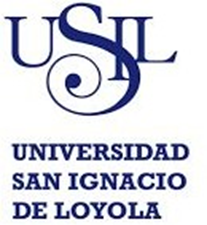 USIL
UNIVERSIDAD
SAN IGNACIO
DE LOYOLA